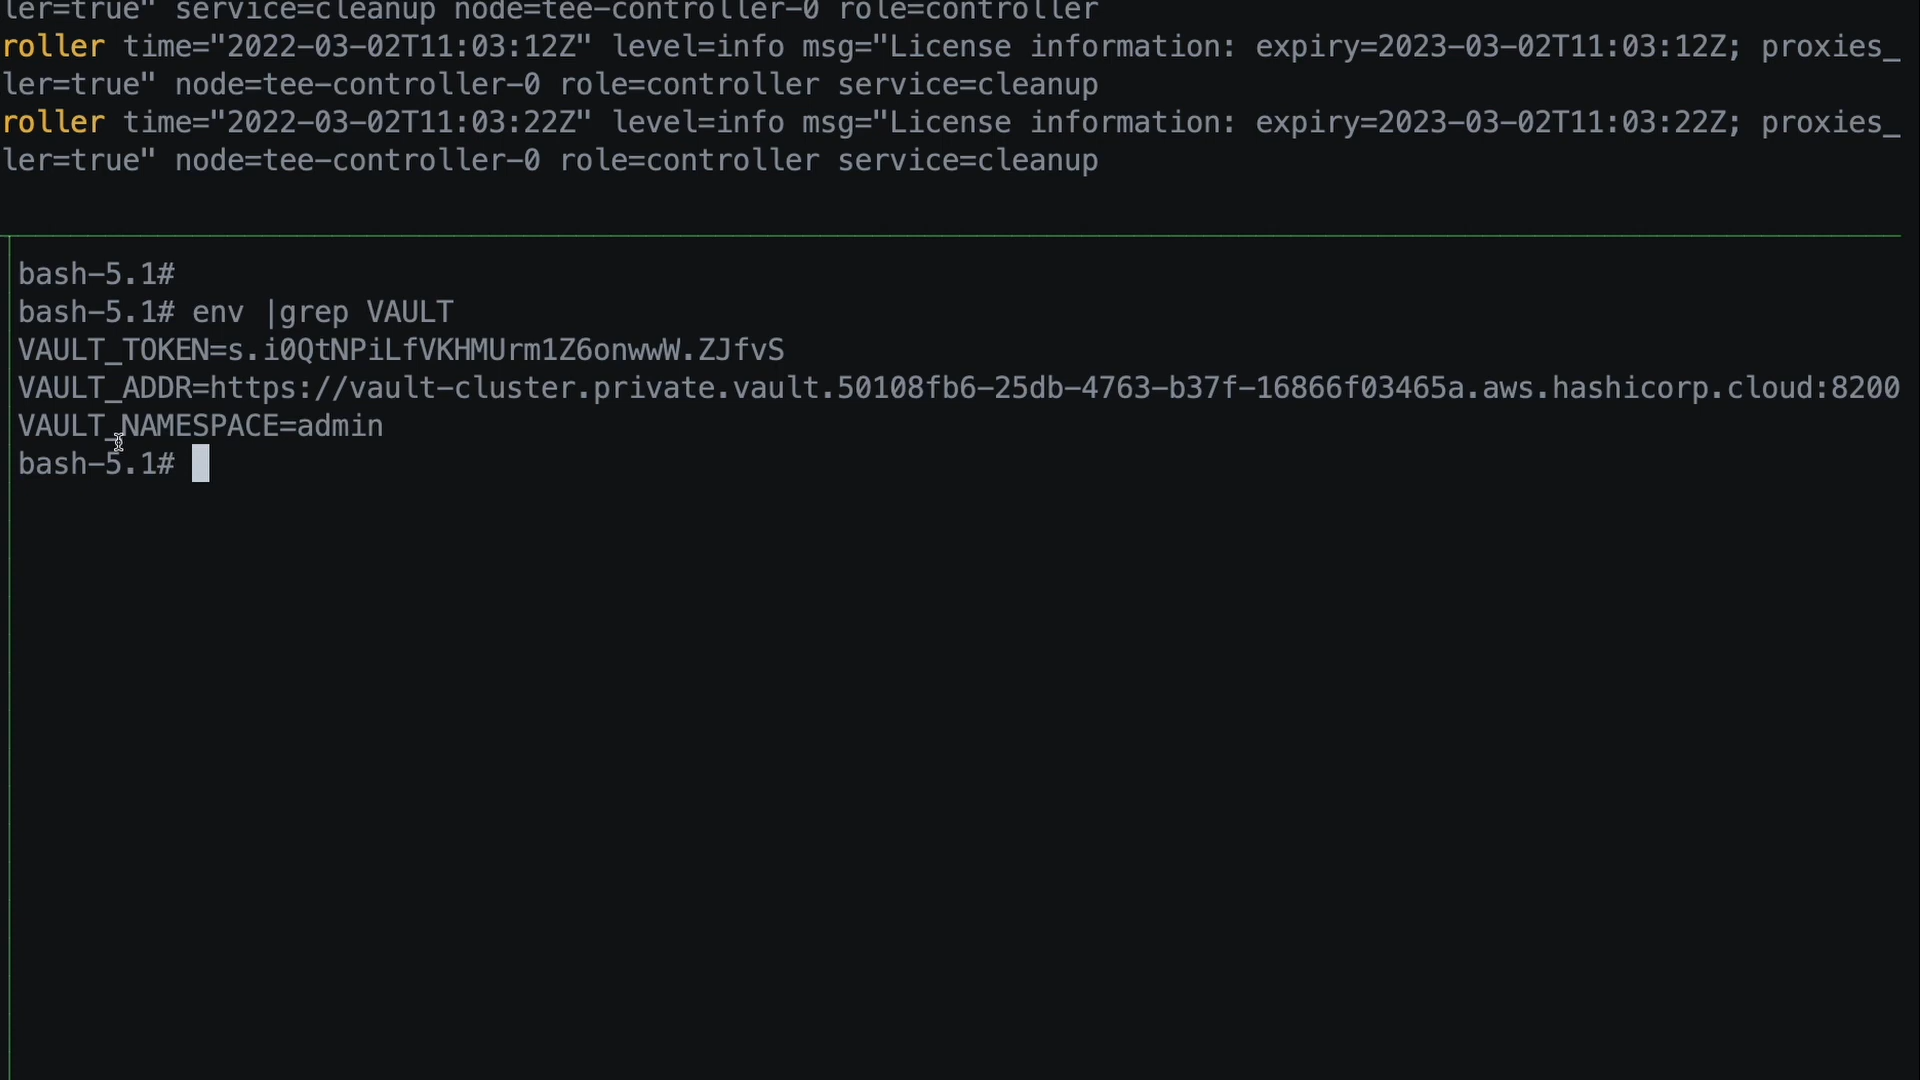 ler=true" service=cleanup node=tee-controller-0 role=controller
roller time="2022-03-02T11:03:12Z" level=info msg="License information: expiry=2023-03-02T11:03:12Z; proxies_
ler=true" node=tee-controller-0 role=controller service=cleanup
roller time="2022-03-02T11:03:22Z" level=info msg="License information: expiry=2023-03-02T11:03:22Z; proxies_
ler=true" node=tee-controller-0 role=controller service=cleanup
bash-5.1#
bash-5.1# env |grep VAULT
VAULT_TOKEN=s.i0QtNPiLfVKHMUrm1Z6onwwW.ZJfvS
VAULT_ADDR=https://vault-cluster.private.vault.50108fb6-25db-4763-b37f-16866f03465a.aws.hashicorp.cloud:8200
VAULT_NAMESPACE=admin
bash-5.1#